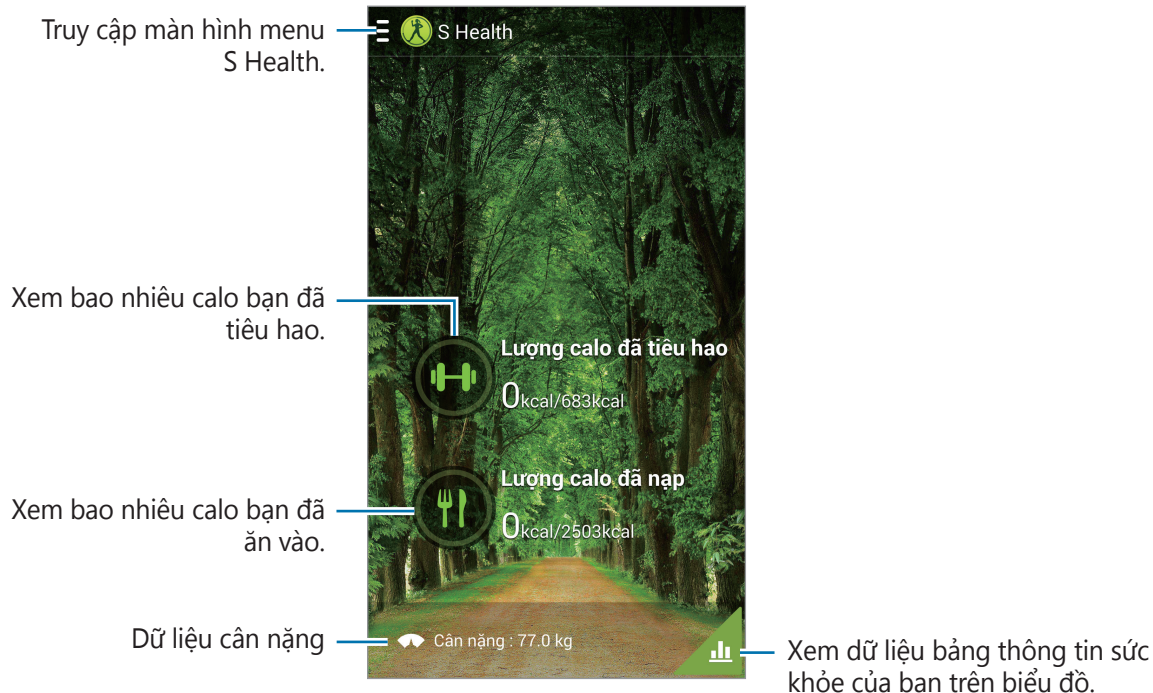 Truy cập màn hình menu
S Health.
S Health
Xem bao nhiêu calo bạn đã
tiêu hao.
Lượng calo đã tiêu hao
0kcal/683kcal
Xem bao nhiêu calo bạn đã
ăn vào.
Lượng calo đã nạp
0kcal/2503kcal
Dữ liệu cân nặng
Cân nặng : 77.0 kg
Xem dữ liệu bảng thông tin sức
khỏe của ban trên biểu đồ.